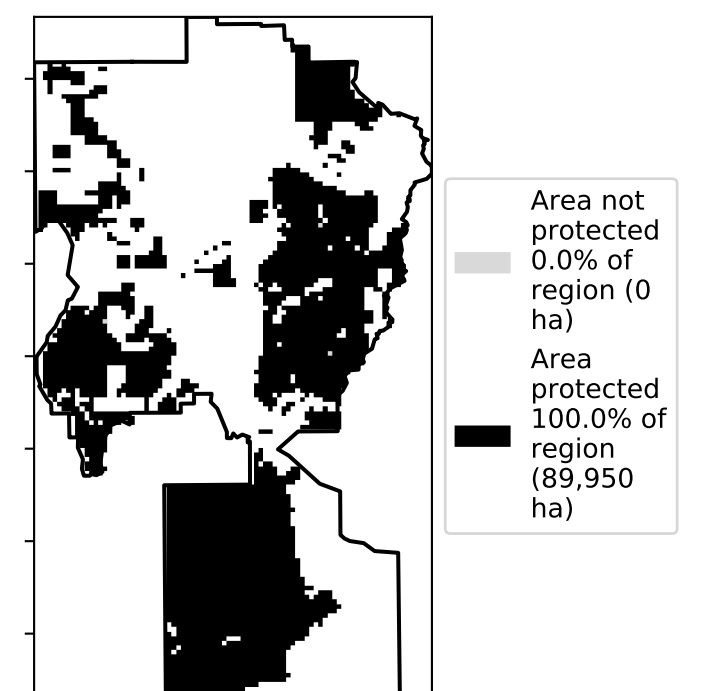 Area not
protected
0.0% of
region (0
ha)
Area
protected
100.0% of
region
(89,950
ha)